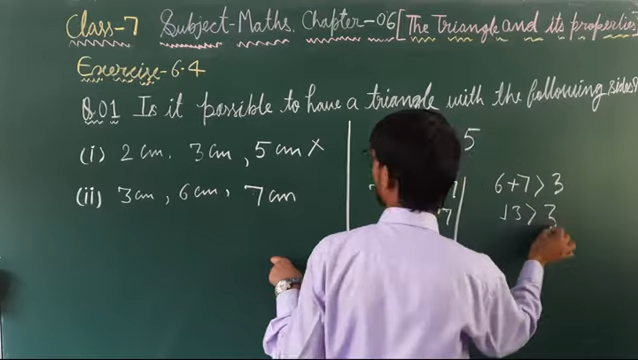 Class-7 Subject-Maths. Chapter-06 [The Triangle and its properties]
Exercise-6.4
Q.01 Is it possible to have a triangle with the following sides?
(i) 2 cm. 3 cm, 5 cm X
(ii) 3 cm, 6 cm, 7 cm
5
7
6+7>3
13>3